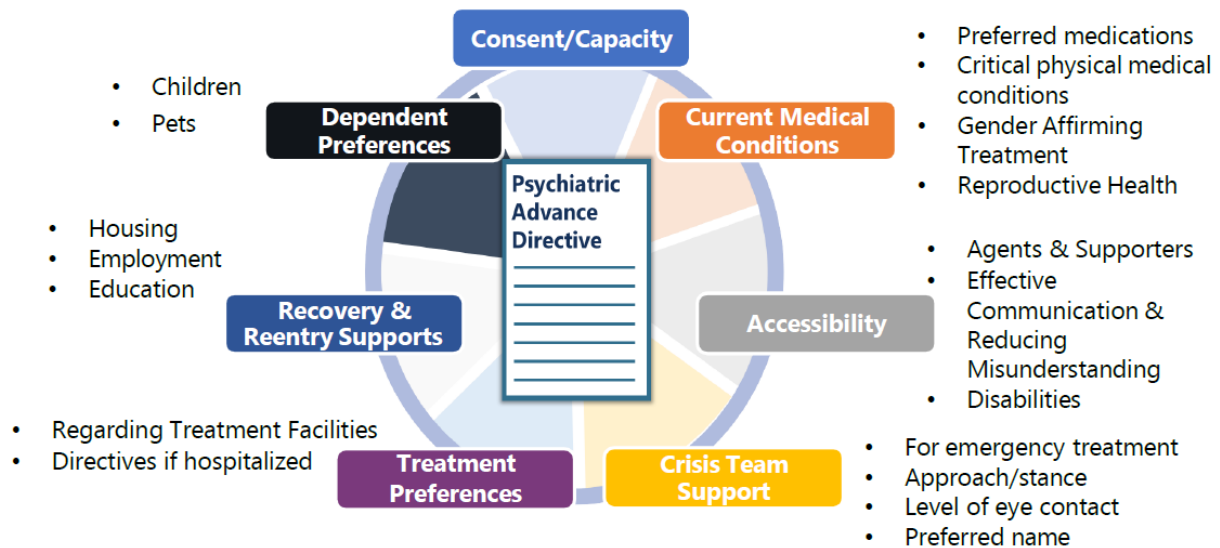 Consent/Capacity
• Children
• Pets
Dependent
Preferences
Current Medical
Conditions
• Preferred medications
• Critical physical medical
conditions
• Gender Affirming
Treatment
• Reproductive Health
Psychiatric
Advance
Directive
• Housing
• Employment
• Education
Recovery &
Reentry Supports
Accessibility
• Agents & Supporters
• Effective
Communication &
Reducing
Misunderstanding
• Disabilities
• Regarding Treatment Facilities
• Directives if hospitalized
Treatment
Preferences
Crisis Team
Support
• For emergency treatment
• Approach/stance
• Level of eye contact
• Preferred name